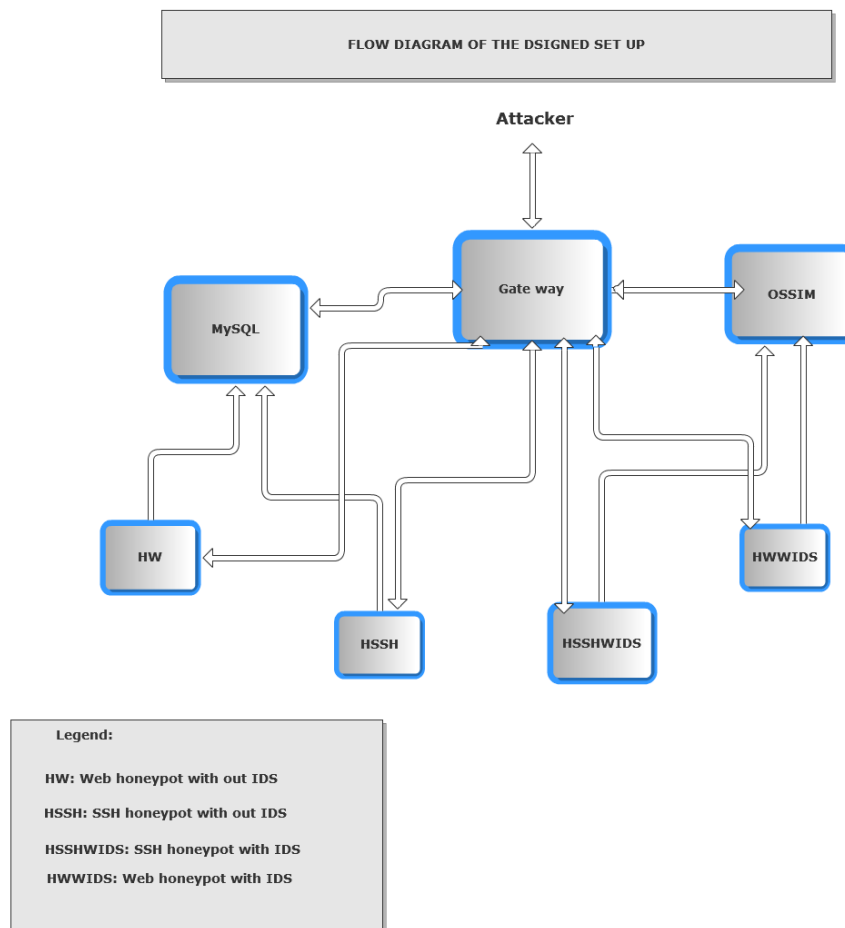 FLOW DIAGRAM OF THE DSIGNED SET UP
Attacker
Gate way
OSSIM
MySQL
HW
HWWIDS
HSSH
HSSHWIDS
Legend:
HW: Web honeypot with out IDS
HSSH: SSH honeypot with out IDS
HSSHWIDS: SSH honeypot with IDS
HWWIDS: Web honeypot with IDS